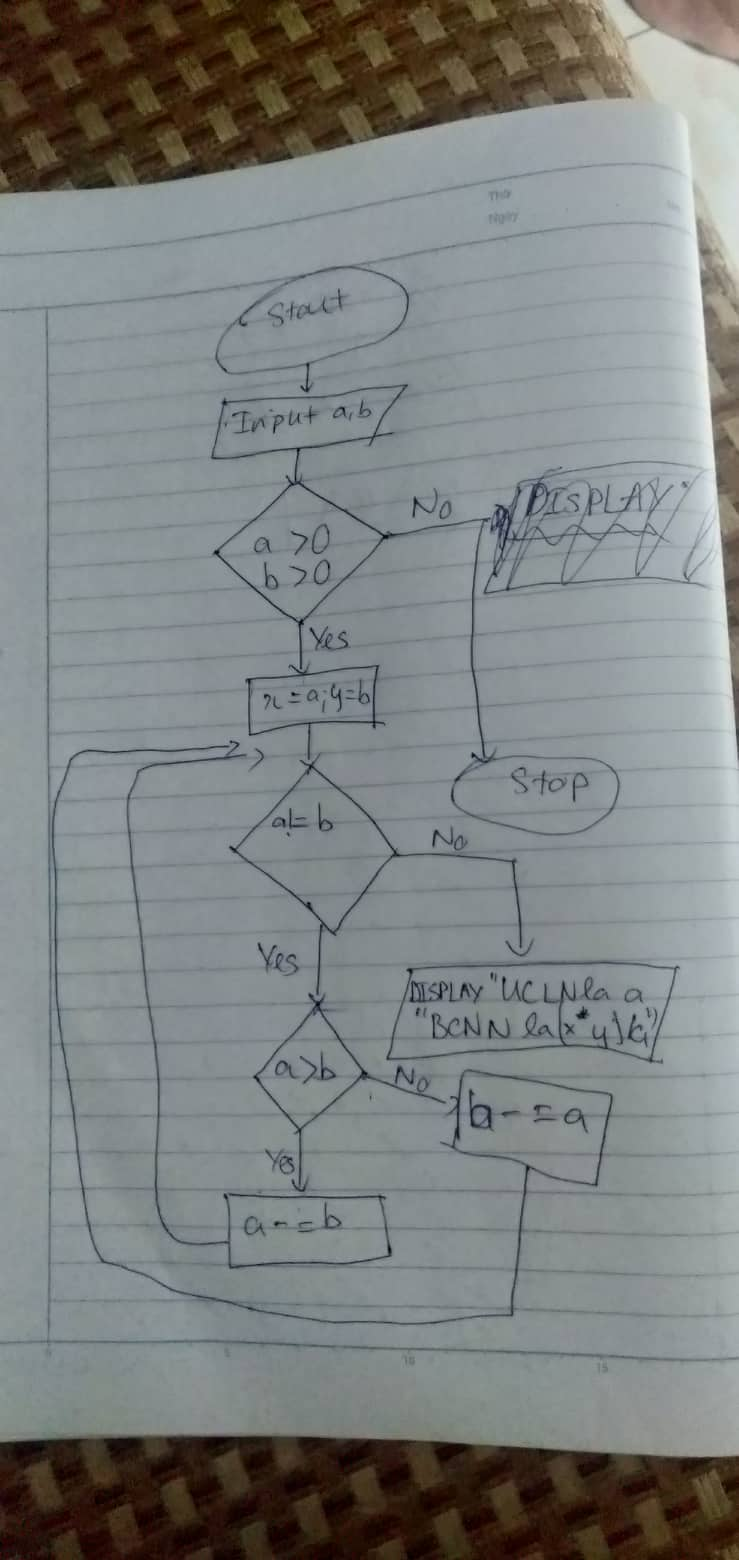 Thứ
Ngày
No.
Start
Input a,b
a >0
b >0
No
DISPLAY
Yes
x = a; y=b
Stop
a != b
No
Yes
DISPLAY "UCLN la a
"BCNN la (x*y)
a>b
No
b - = a
Yes
a - = b
5
10
15